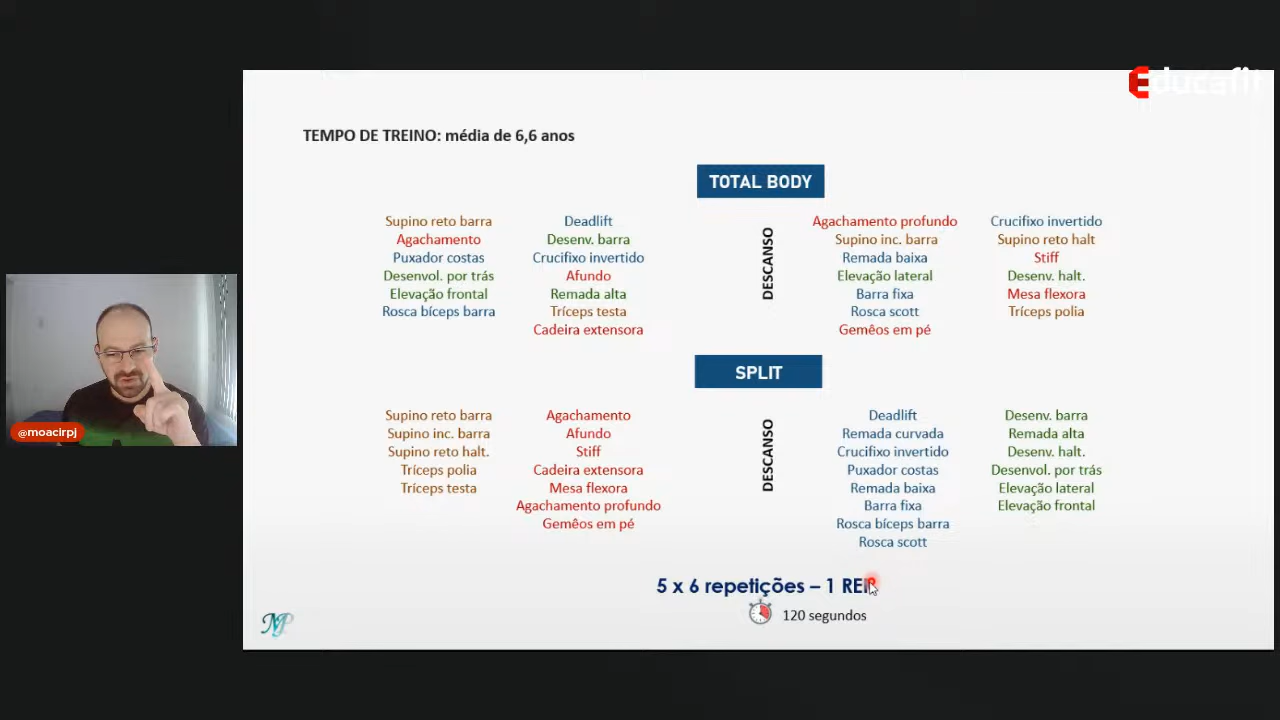 Educafit
TEMPO DE TREINO: média de 6,6 anos
TOTAL BODY
Supino reto barra
Agachamento
Puxador costas
Desenvol. por trás
Elevação frontal
Rosca bíceps barra
Deadlift
Desenv. barra
Crucifixo invertido
Afundo
Remada alta
Tríceps testa
Cadeira extensora
DESCANSO
Agachamento profundo
Supino inc. barra
Remada baixa
Elevação lateral
Barra fixa
Rosca scott
Gemêos em pé
Crucifixo invertido
Supino reto halt
Stiff
Desenv. halt.
Mesa flexora
Tríceps polia
SPLIT
Supino reto barra
Supino inc. barra
Supino reto halt.
Tríceps polia
Tríceps testa
Agachamento
Afundo
Stiff
Cadeira extensora
Mesa flexora
Agachamento profundo
Gemêos em pé
DESCANSO
Deadlift
Remada curvada
Crucifixo invertido
Puxador costas
Remada baixa
Barra fixa
Rosca bíceps barra
Rosca scott
Desenv. barra
Remada alta
Desenv. halt.
Desenvol. por trás
Elevação lateral
Elevação frontal
5 x 6 repetições – 1 REP
120 segundos
@moacirpj
MP